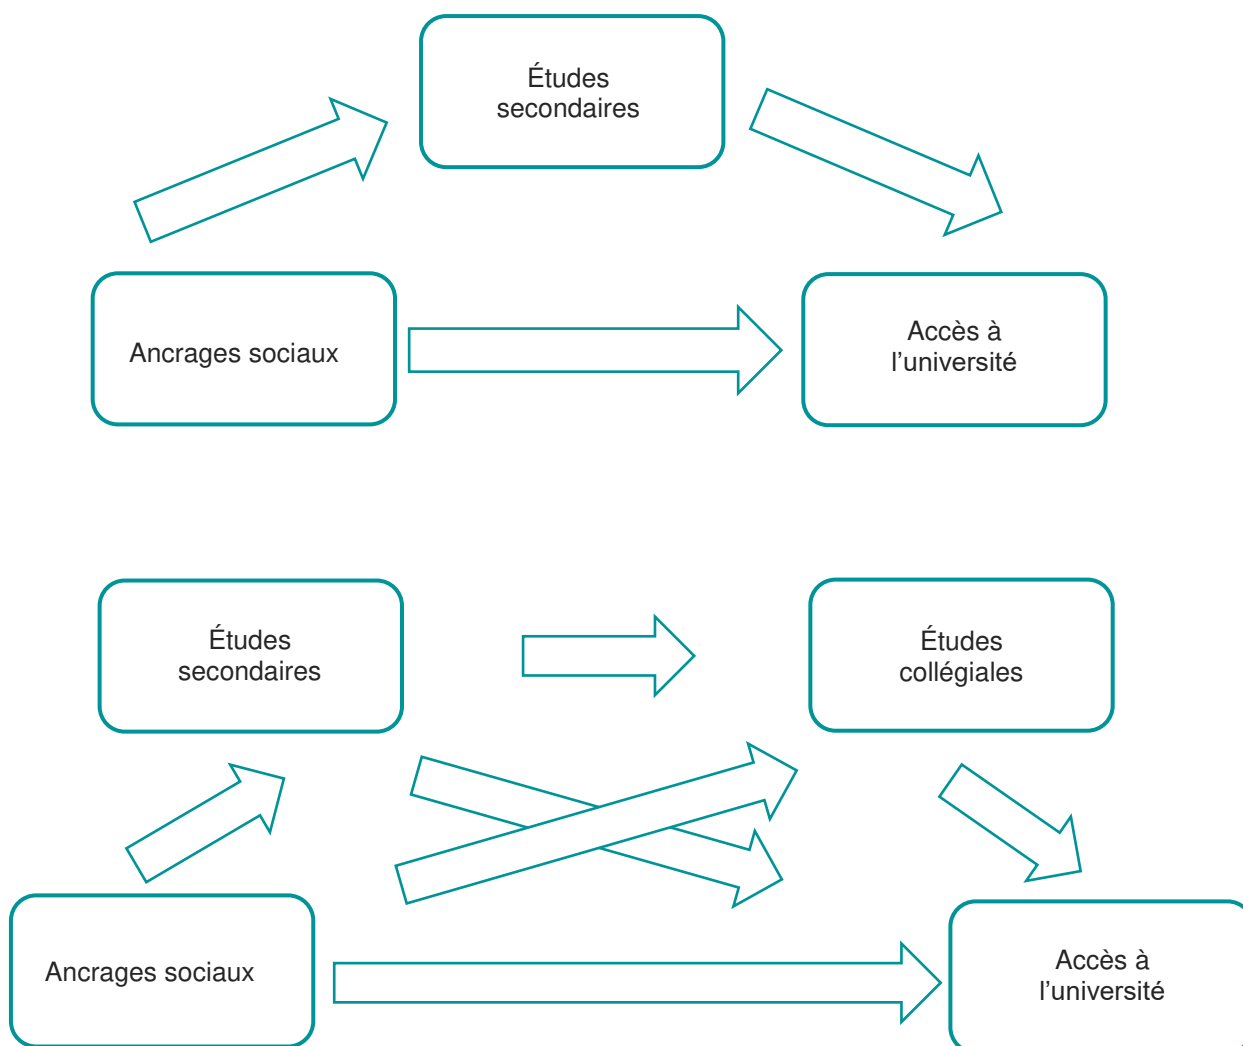 Études
secondaires
Ancrages sociaux
Accès à
l’université
Études
secondaires
Études
collégiales
Ancrages sociaux
Accès à
l’université